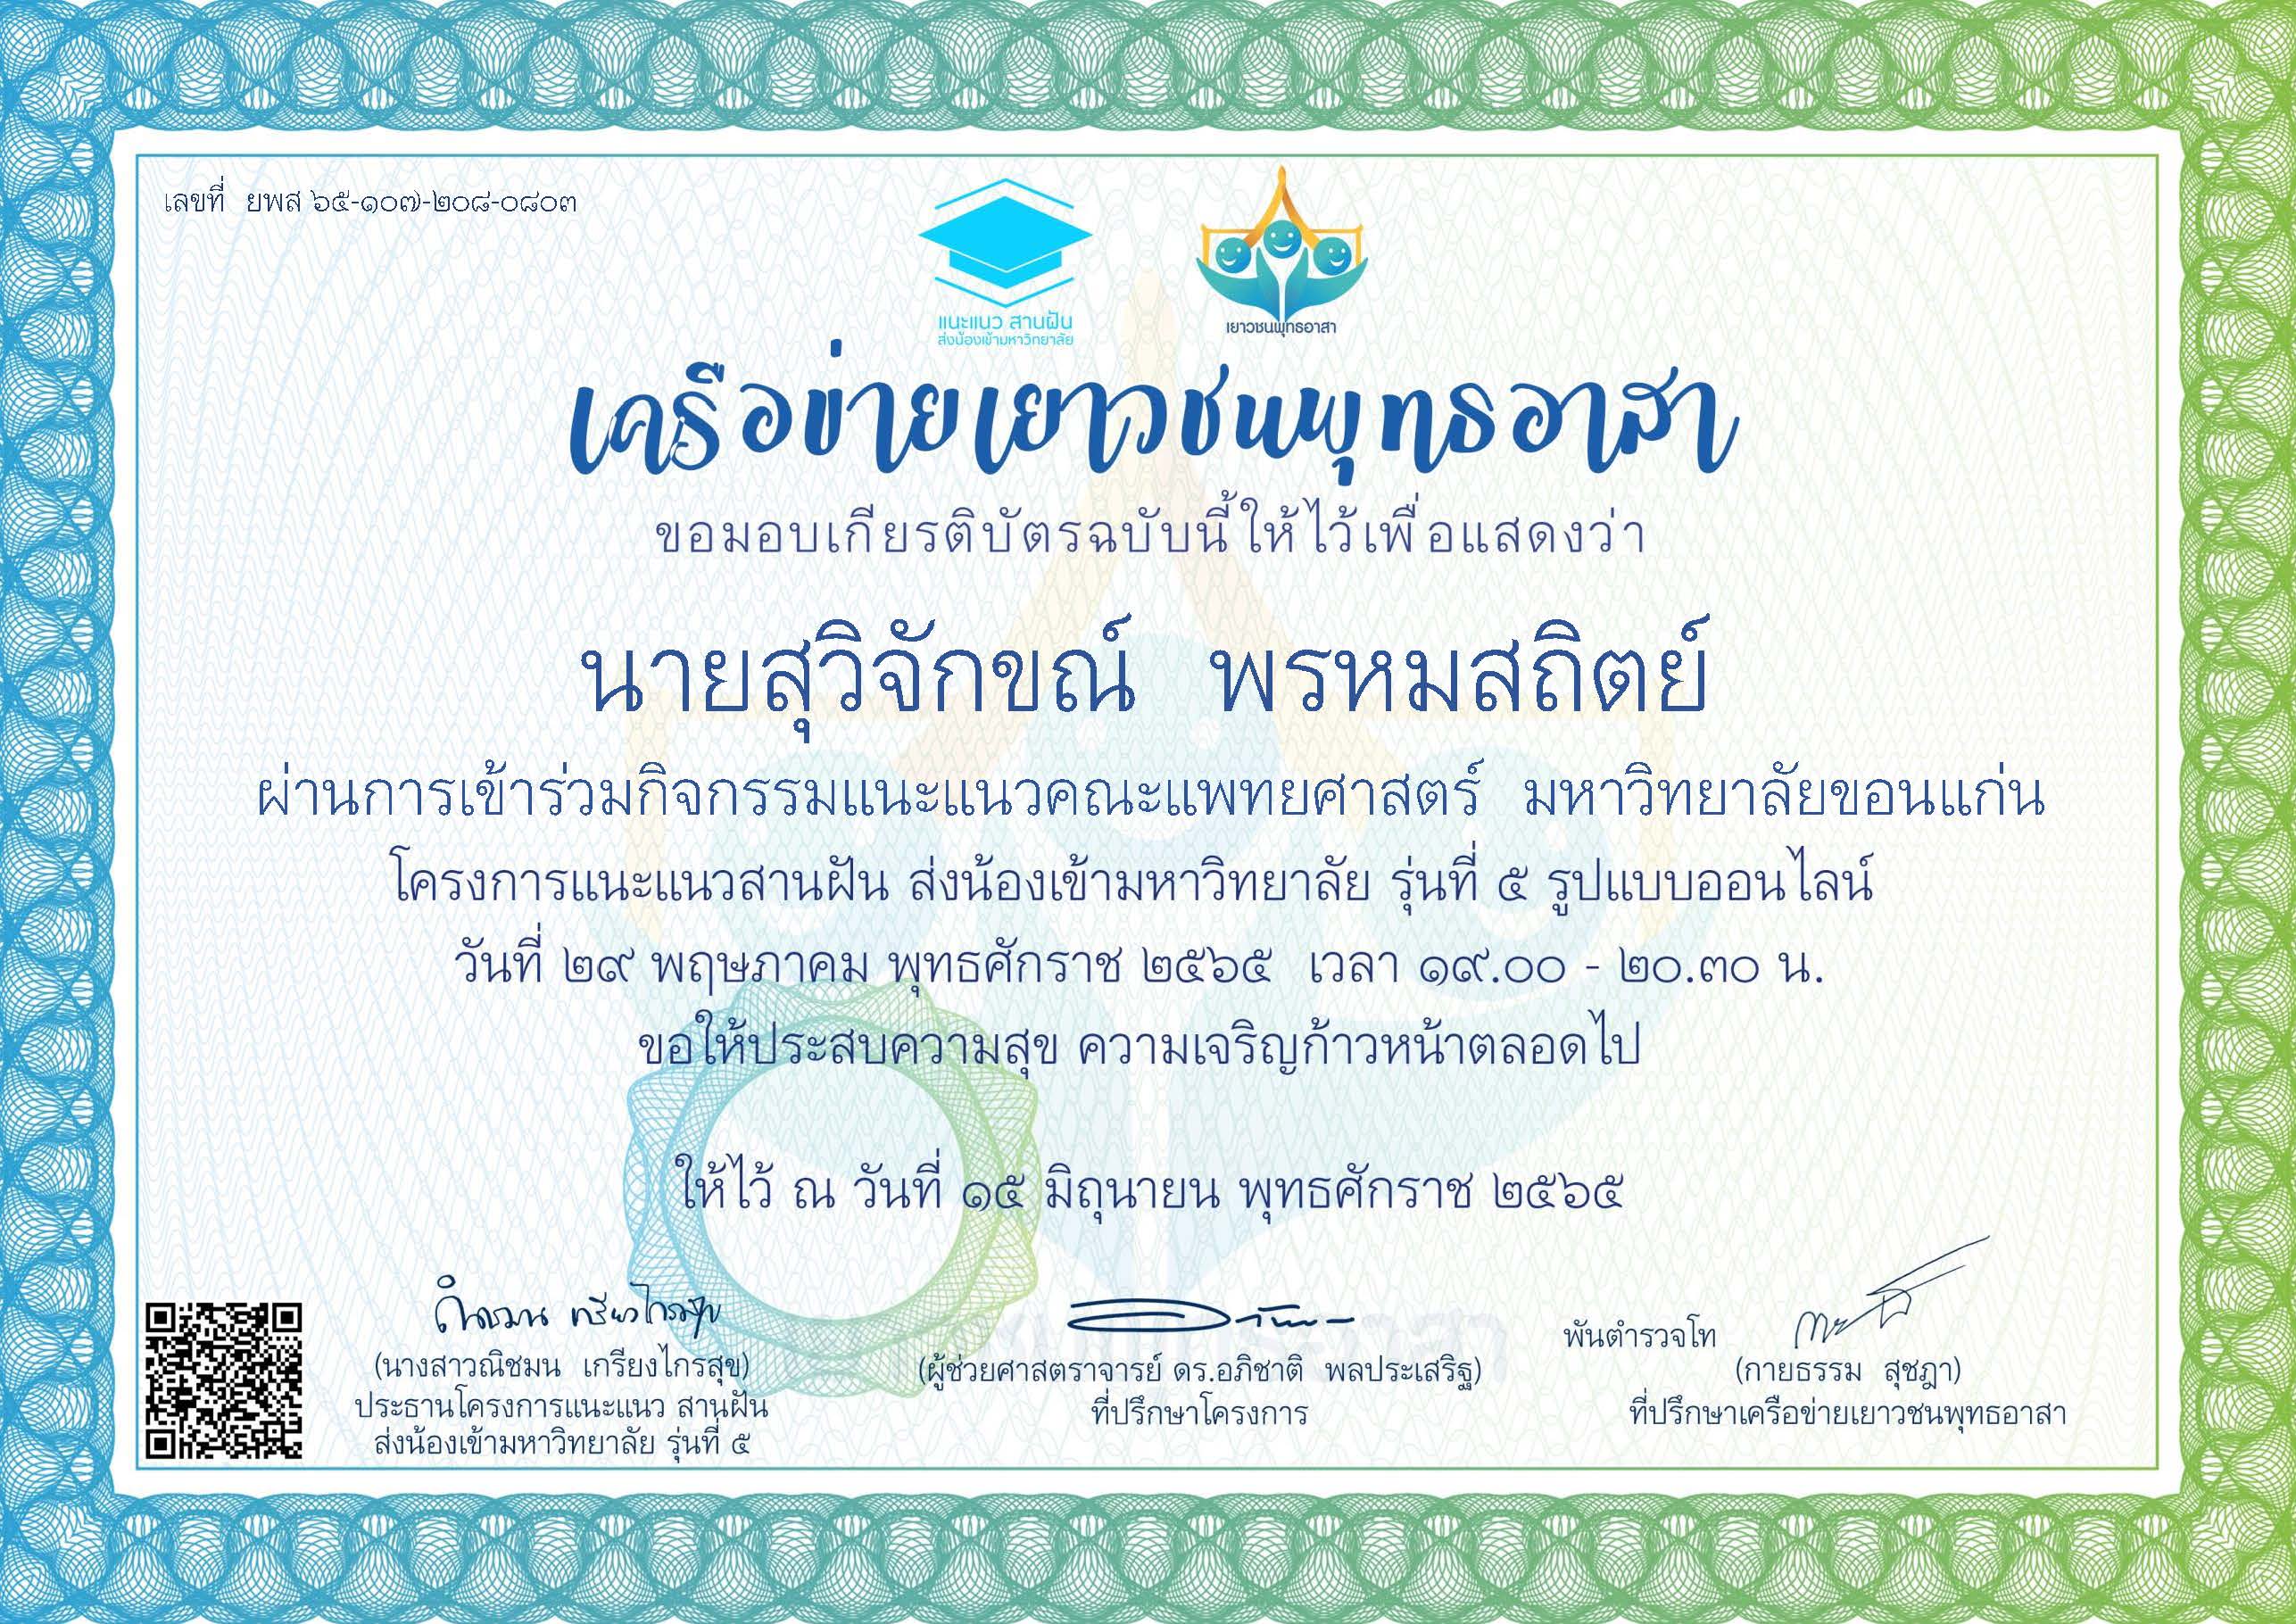 เลขที่ ยพส ๖๕-๑๐๗-๒๐๘-๐๘๐๓
แนะแนว สานฝัน
ส่งน้องเข้ามหาวิทยาลัย
เยาวชนพุทธอาสา
เครือข่ายเยาวชนพุทธอาสา
ขอมอบเกียรติบัตรฉบับนี้ให้ไว้เพื่อแสดงว่า
นายสุวิจักขณ์ พรหมสถิตย์
ผ่านการเข้าร่วมกิจกรรมแนะแนวคณะแพทยศาสตร์ มหาวิทยาลัยขอนแก่น
โครงการแนะแนวสานฝัน ส่งน้องเข้ามหาวิทยาลัย รุ่นที่ ๕ รูปแบบออนไลน์
วันที่ ๒๙ พฤษภาคม พุทธศักราช ๒๕๖๕ เวลา ๑๙.๐๐ - ๒๐.๓๐ น.
ขอให้ประสบความสุข ความเจริญก้าวหน้าตลอดไป
ให้ไว้ ณ วันที่ ๑๕ มิถุนายน พุทธศักราช ๒๕๖๕
ณิชมน เกรียงไกรสุข
(นางสาวณิชมน เกรียงไกรสุข)
ประธานโครงการแนะแนว สานฝัน
ส่งน้องเข้ามหาวิทยาลัย รุ่นที่ ๕
(ผู้ช่วยศาสตราจารย์ ดร.อภิชาติ พลประเสริฐ)
ที่ปรึกษาโครงการ
พันตำรวจโท
(กายธรรม สุชฎา)
ที่ปรึกษาเครือข่ายเยาวชนพุทธอาสา